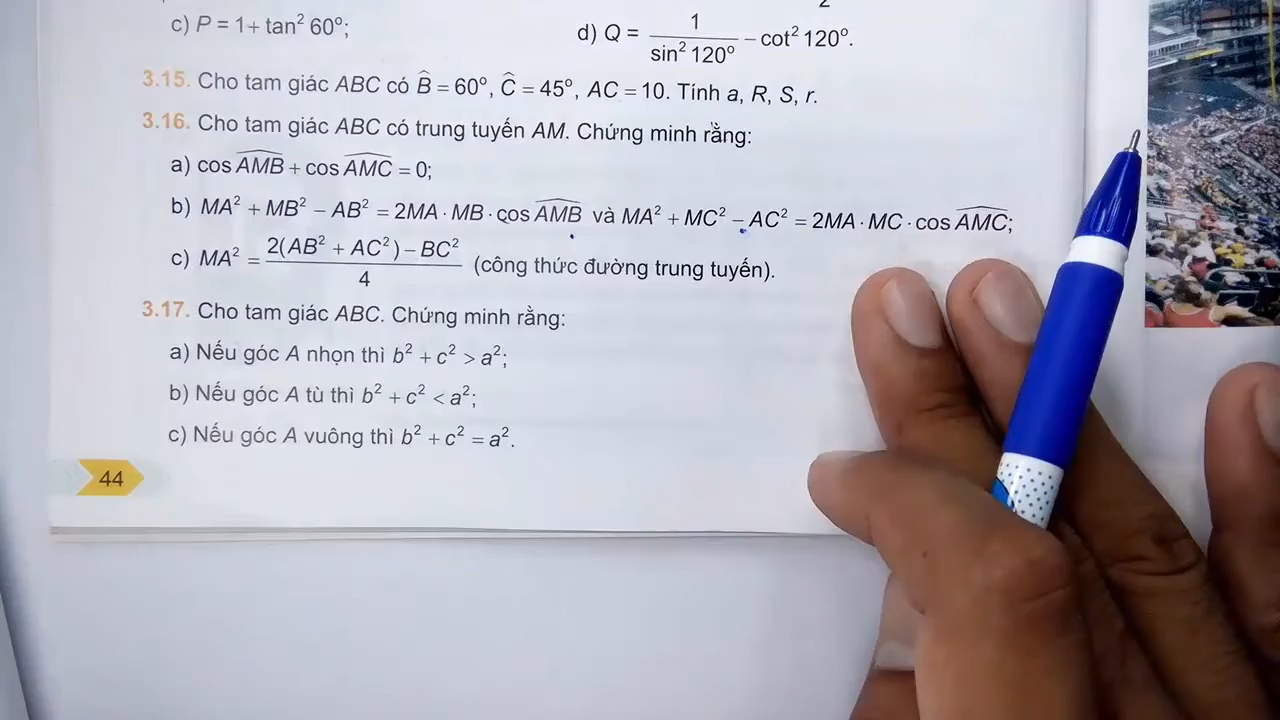 c) P = 1+ tan² 60°;
d) Q = 1/sin² 120° − cot² 120°.
3.15. Cho tam giác ABC có B̂ = 60°, Ĉ = 45°, AC = 10. Tính a, R, S, r.
3.16. Cho tam giác ABC có trung tuyến AM. Chứng minh rằng:
a) cos AMB̂ + cos AMĈ = 0;
b) MA² + MB² − AB² = 2MA · MB · cos AMB̂ và MA² + MC² − AC² = 2MA · MC · cos AMĈ;
c) MA² = 2(AB² + AC²) − BC²/4 (công thức đường trung tuyến).
3.17. Cho tam giác ABC. Chứng minh rằng:
a) Nếu góc A nhọn thì b² + c² > a²;
b) Nếu góc A tù thì b² + c² < a²;
c) Nếu góc A vuông thì b² + c² = a².
44